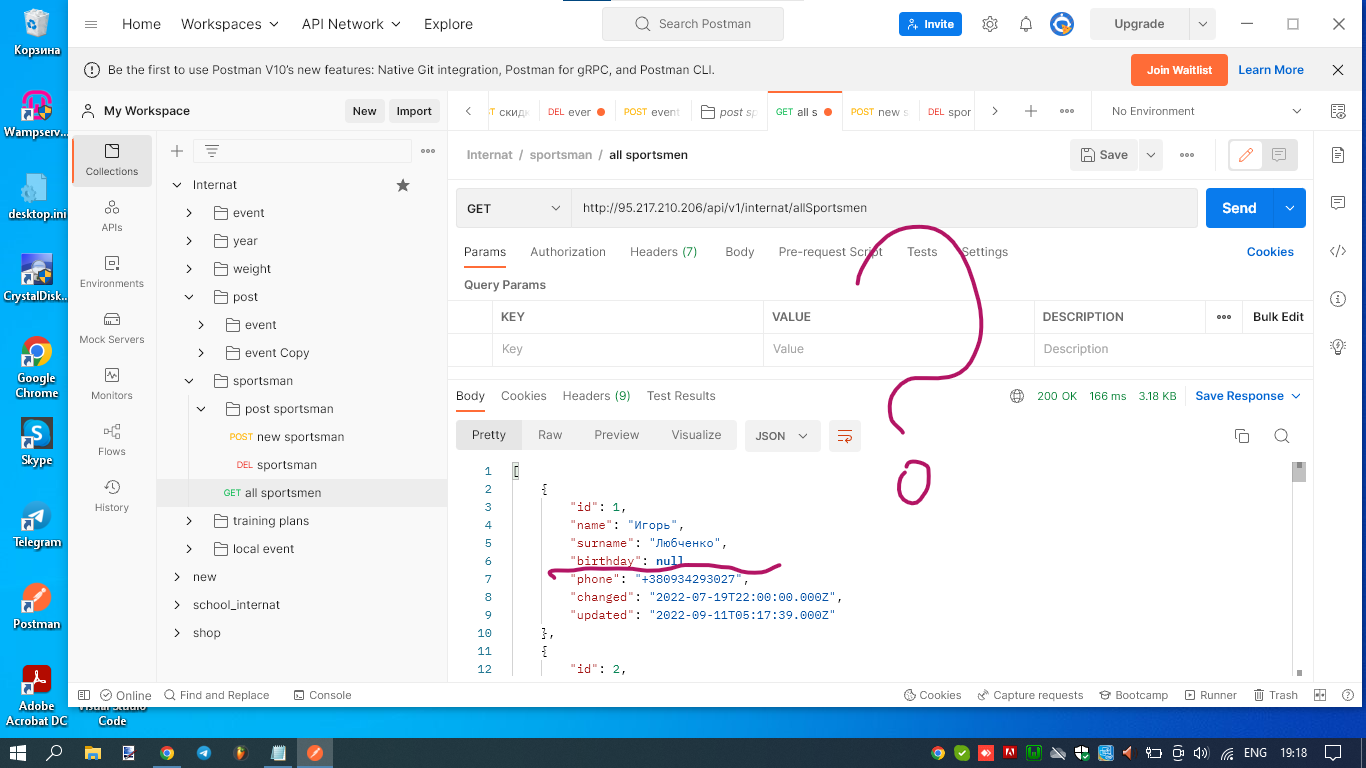 Корзина
Wampserv...
desktop.ini
CrystalDisk...
Google
Chrome
Skype
Telegram
Postman
Adobe
Acrobat DC
Visual Studio
Code
Home
Workspaces
API Network
Explore
Search Postman
Invite
Upgrade
Be the first to use Postman V10's new features: Native Git integration, Postman for gRPC, and Postman CLI.
Join Waitlist
Learn More
My Workspace
New
Import
скид
DEL ever
POST event
post sp
GET all s
POST new s
DEL spor
No Environment
Collections
APIs
Environments
Mock Servers
Monitors
Flows
History
Internat
event
year
weight
post
event
event Copy
sportsman
post sportsman
POST new sportsman
DEL sportsman
GET all sportsmen
training plans
local event
new
school_internat
shop
Internat / sportsman / all sportsmen
Save
GET
http://95.217.210.206/api/v1/internat/allSportsmen
Send
Params
Authorization
Headers (7)
Body
Pre-request Script
Tests
Settings
Cookies
Query Params
KEY
VALUE
DESCRIPTION
Bulk Edit
Key
Value
Description
Body
Cookies
Headers (9)
Test Results
200 OK
166 ms
3.18 KB
Save Response
Pretty
Raw
Preview
Visualize
JSON
?
1 [
2 {
3 "id": 1,
4 "name": "Игорь",
5 "surname": "Любченко",
6 "birthday": null
7 "phone": "+380934293027",
8 "changed": "2022-07-19T22:00:00.000Z",
9 "updated": "2022-09-11T05:17:39.000Z"
10 },
11 {
12 "id": 2,
Online
Find and Replace
Console
Cookies
Capture requests
Bootcamp
Runner
Trash
ENG
19:18